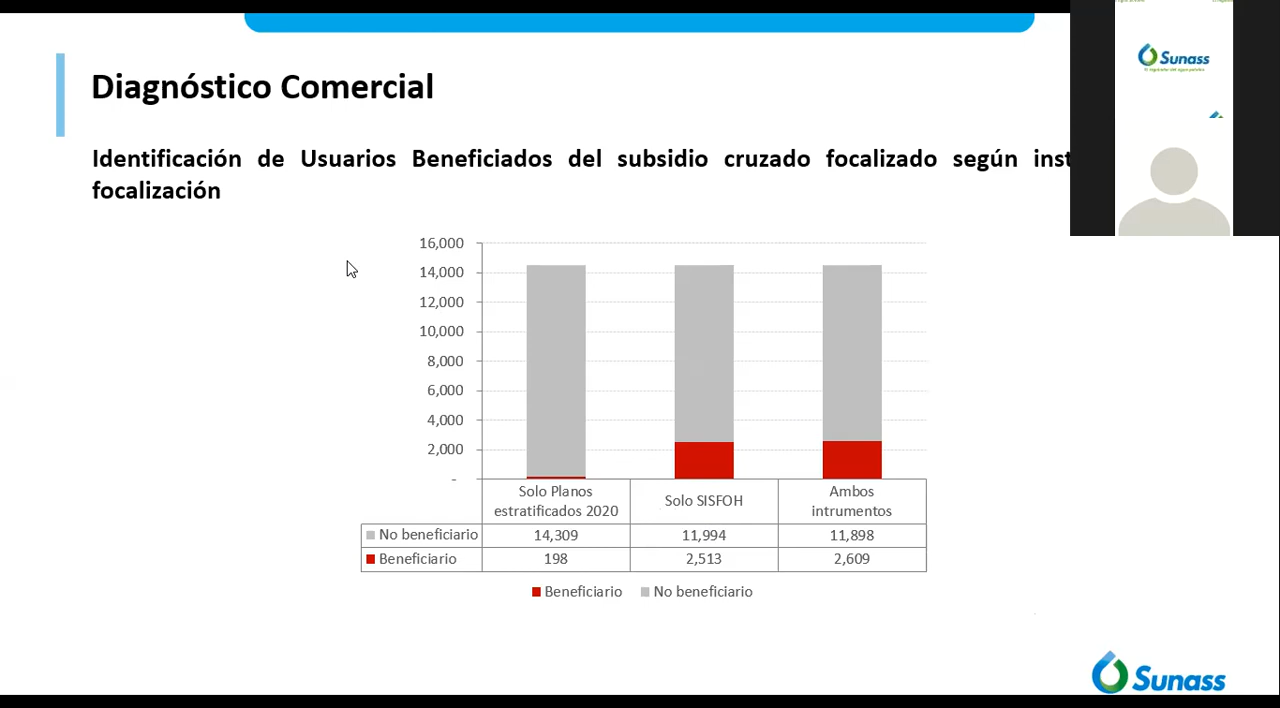 Sunass
Diagnóstico Comercial
Identificación de Usuarios Beneficiados del subsidio cruzado focalizado según
focalización
16,000
14,000
12,000
10,000
8,000
6,000
4,000
2,000
-
Solo Planos estratificados 2020 Solo SISFOH Ambos intrumentos
No beneficiario 14,309 11,994 11,898
Beneficiario 198 2,513 2,609
Beneficiario No beneficiario
Sunass